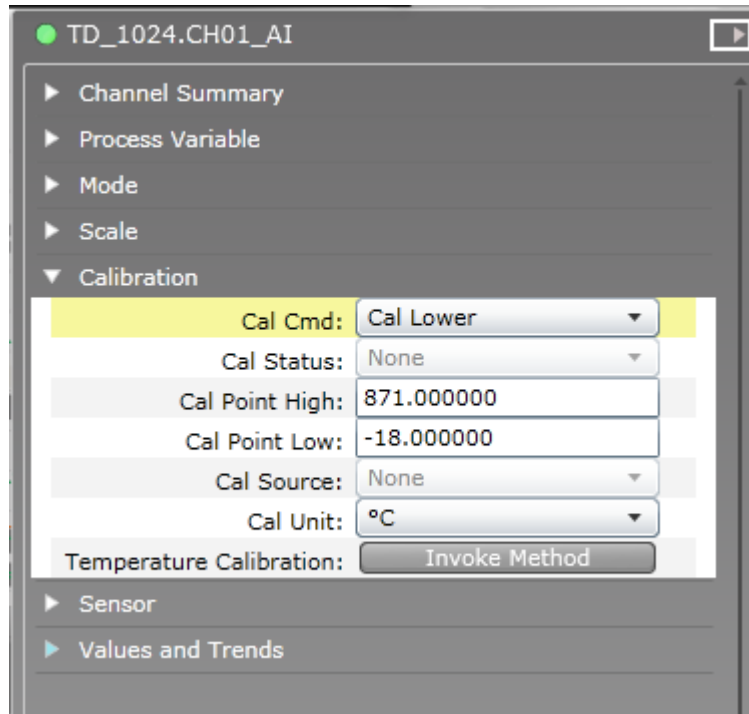 TD_1024.CH01_AI
Channel Summary
Process Variable
Mode
Scale
Calibration
Cal Cmd: Cal Lower
Cal Status: None
Cal Point High: 871.000000
Cal Point Low: -18.000000
Cal Source: None
Cal Unit: °C
Temperature Calibration: Invoke Method
Sensor
Values and Trends